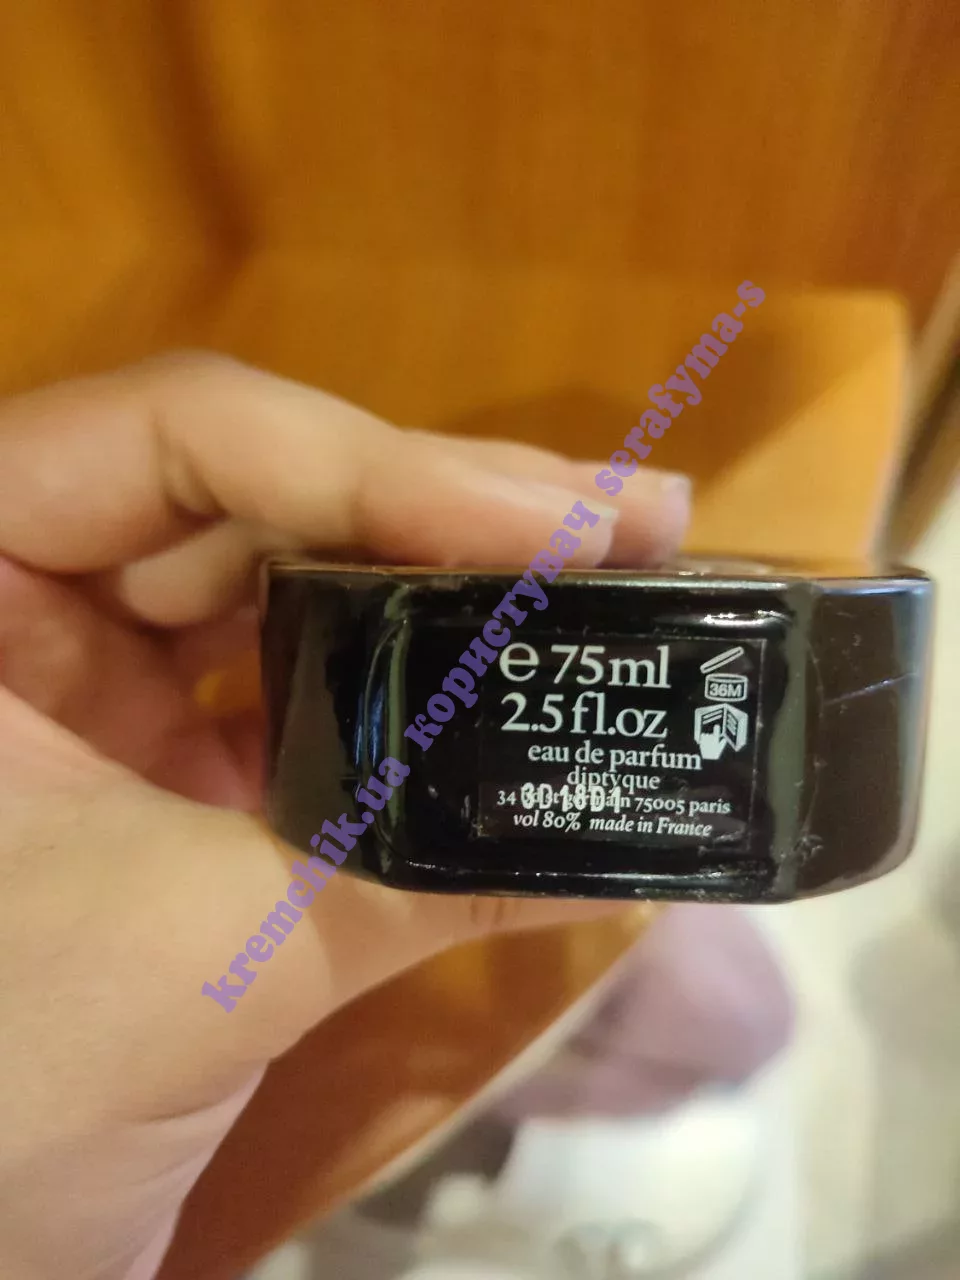 e 75ml
2.5 fl.oz
eau de parfum
diptyque
34 germain 75005 paris
3D18D1
vol 80% made in France
36M
kremchik.ua користувач serafyma-s